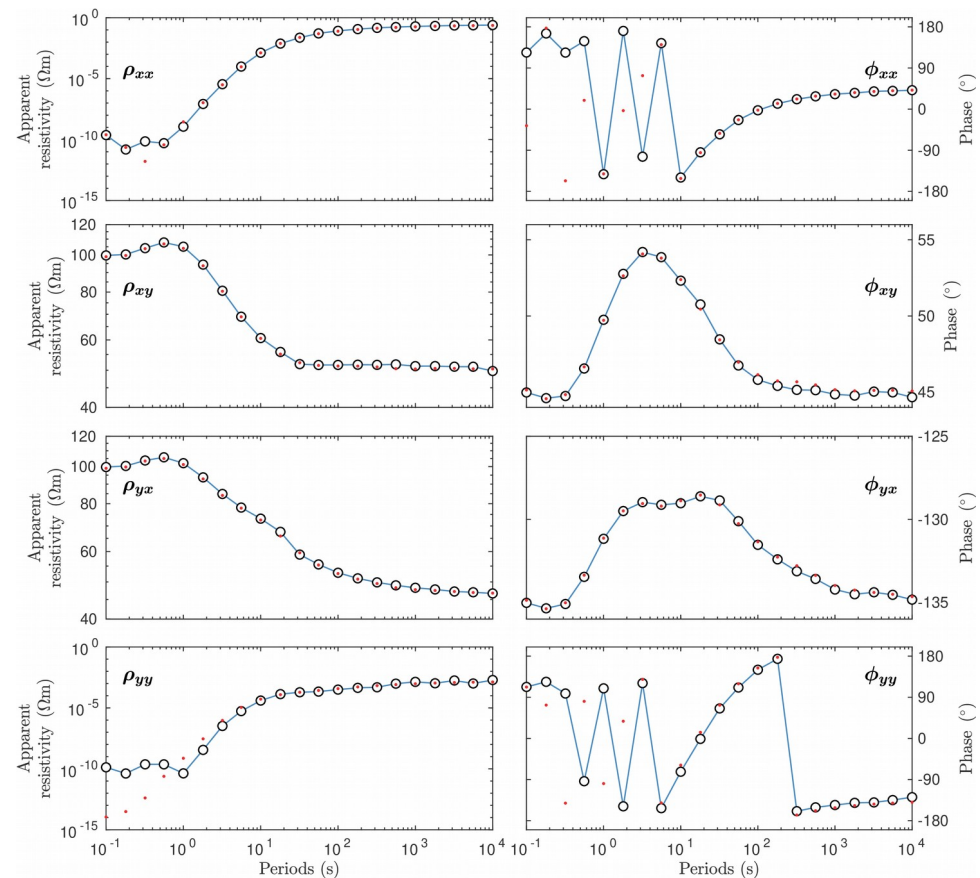 10^0
10^-5
10^-10
10^-15
Apparent
resistivity (Ωm)
ρxx
180
90
0
-90
-180
Phase (°)
ϕxx
120
100
80
60
40
Apparent
resistivity (Ωm)
ρxy
55
50
45
Phase (°)
ϕxy
120
100
80
60
40
Apparent
resistivity (Ωm)
ρyx
-125
-130
-135
Phase (°)
ϕyx
10^0
10^-5
10^-10
10^-15
Apparent
resistivity (Ωm)
ρyy
180
90
0
-90
-180
Phase (°)
ϕyy
10^-1 10^0 10^1 10^2 10^3 10^4
Periods (s)
10^-1 10^0 10^1 10^2 10^3 10^4
Periods (s)